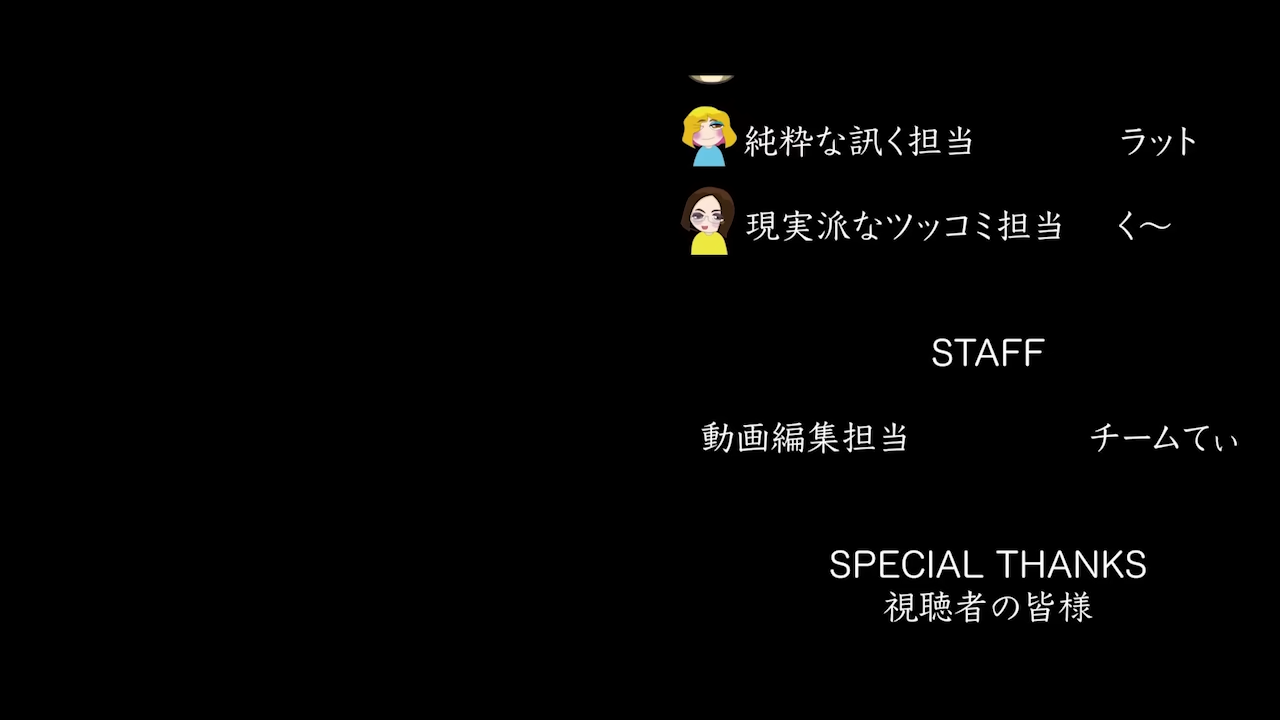 純粋な訊く担当 ラット
現実派なツッコミ担当 く〜
STAFF
動画編集担当 チームてぃ
SPECIAL THANKS
視聴者の皆様